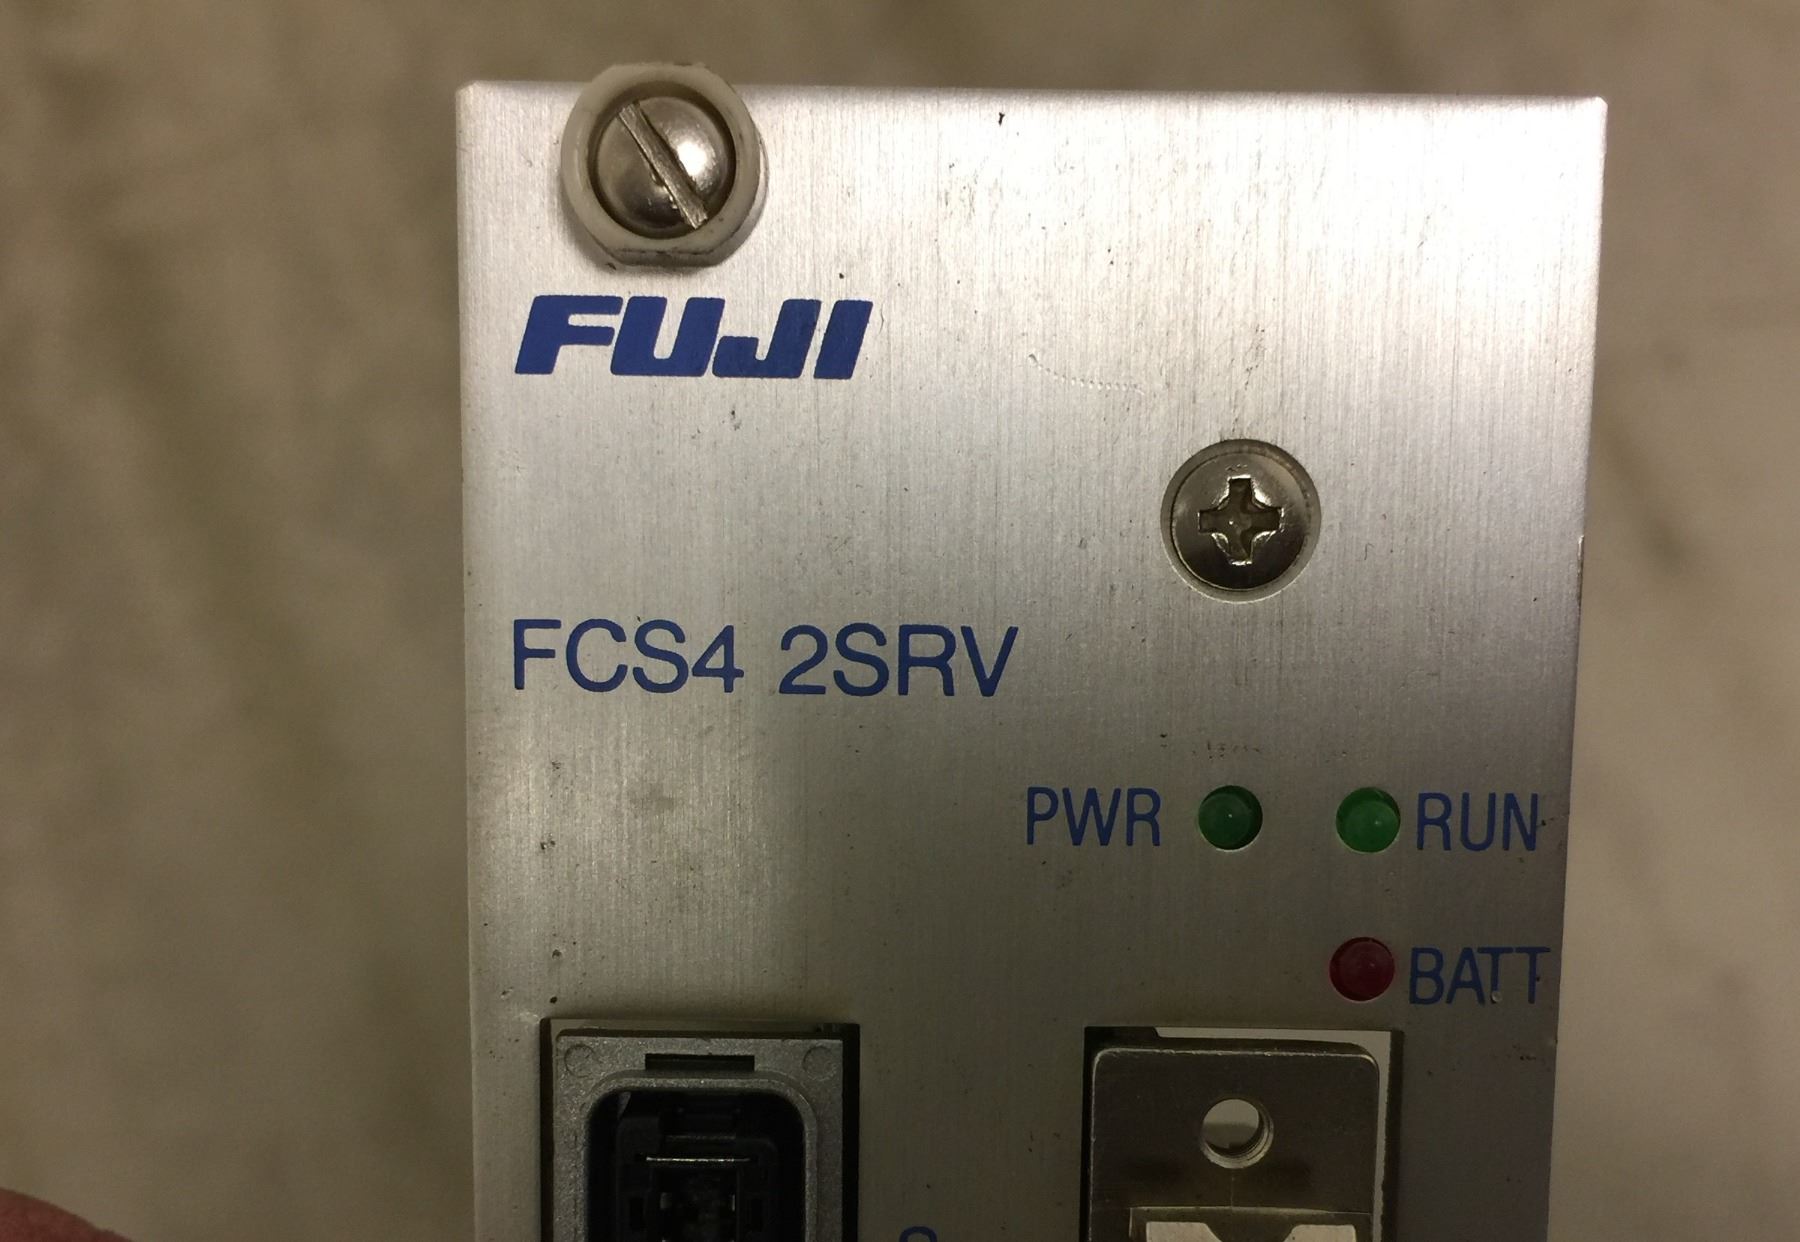 FUJI
FCS4 2SRV
PWR RUN
BATT